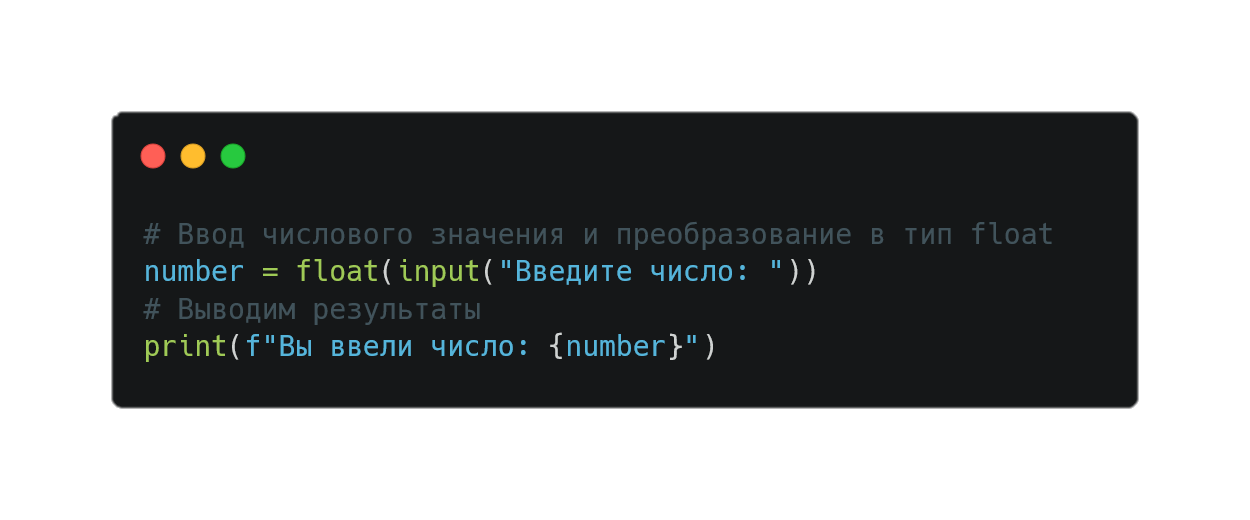 # Ввод числового значения и преобразование в тип float
number = float(input("Введите число: "))
# Выводим результаты
print(f"Вы ввели число: {number}")